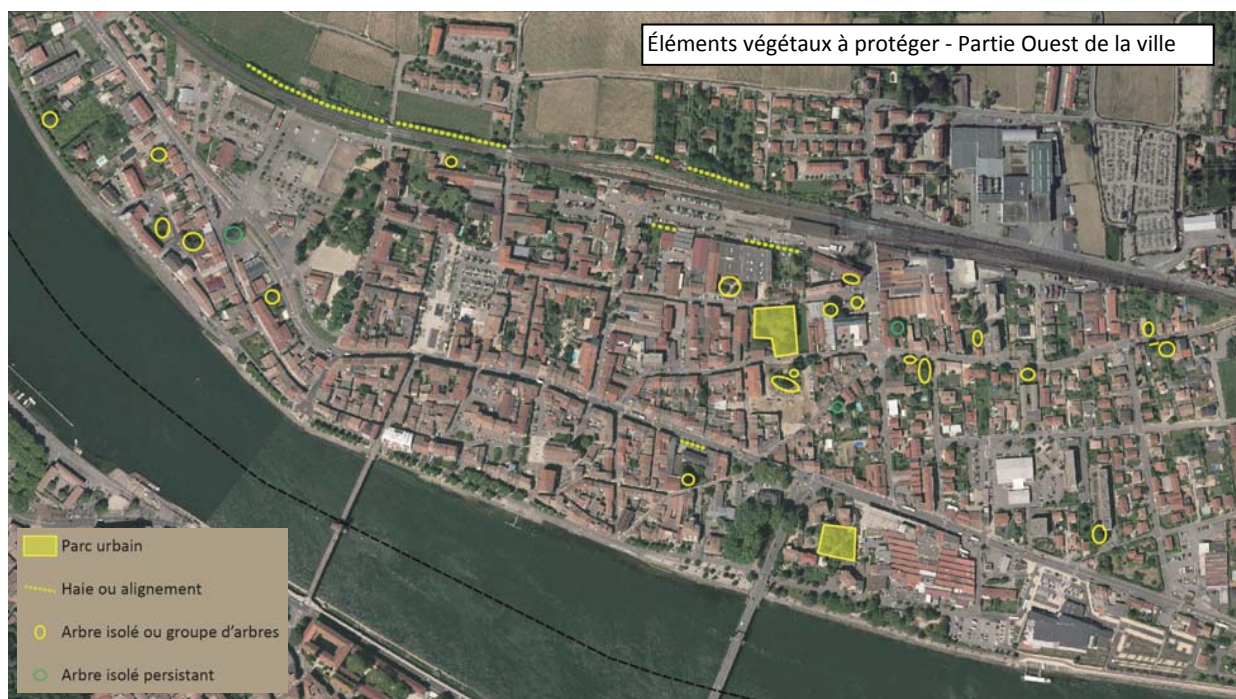 Éléments végétaux à protéger - Partie Ouest de la ville
Parc urbain
Haie ou alignement
Arbre isolé ou groupe d'arbres
Arbre isolé persistant